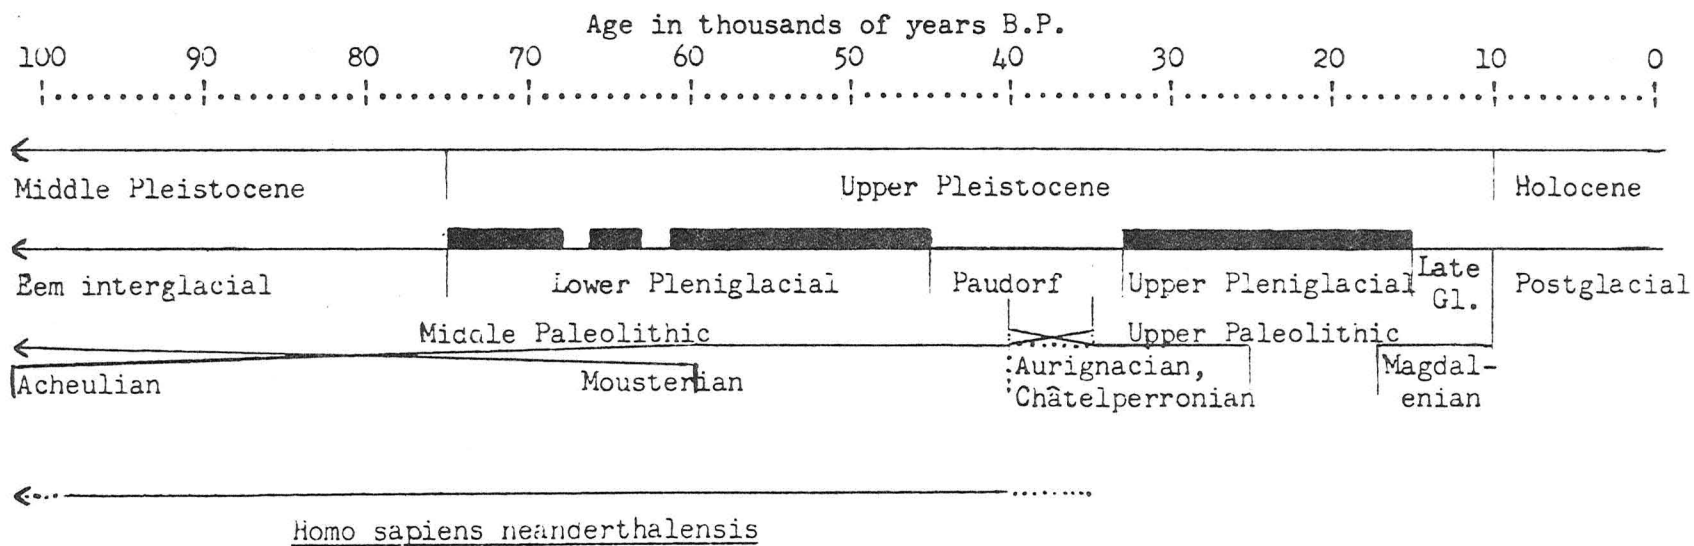 Age in thousands of years B.P.
100 90 80 70 60 50 40 30 20 10 0
Middle Pleistocene Upper Pleistocene Holocene
Eem interglacial Lower Pleniglacial Paudorf Upper Pleniglacial Late Gl. Postglacial
Middle Paleolithic Upper Paleolithic
Acheulian Mousterian Aurignacian, Châtelperronian Magdal-
enian
Homo sapiens neanderthalensis